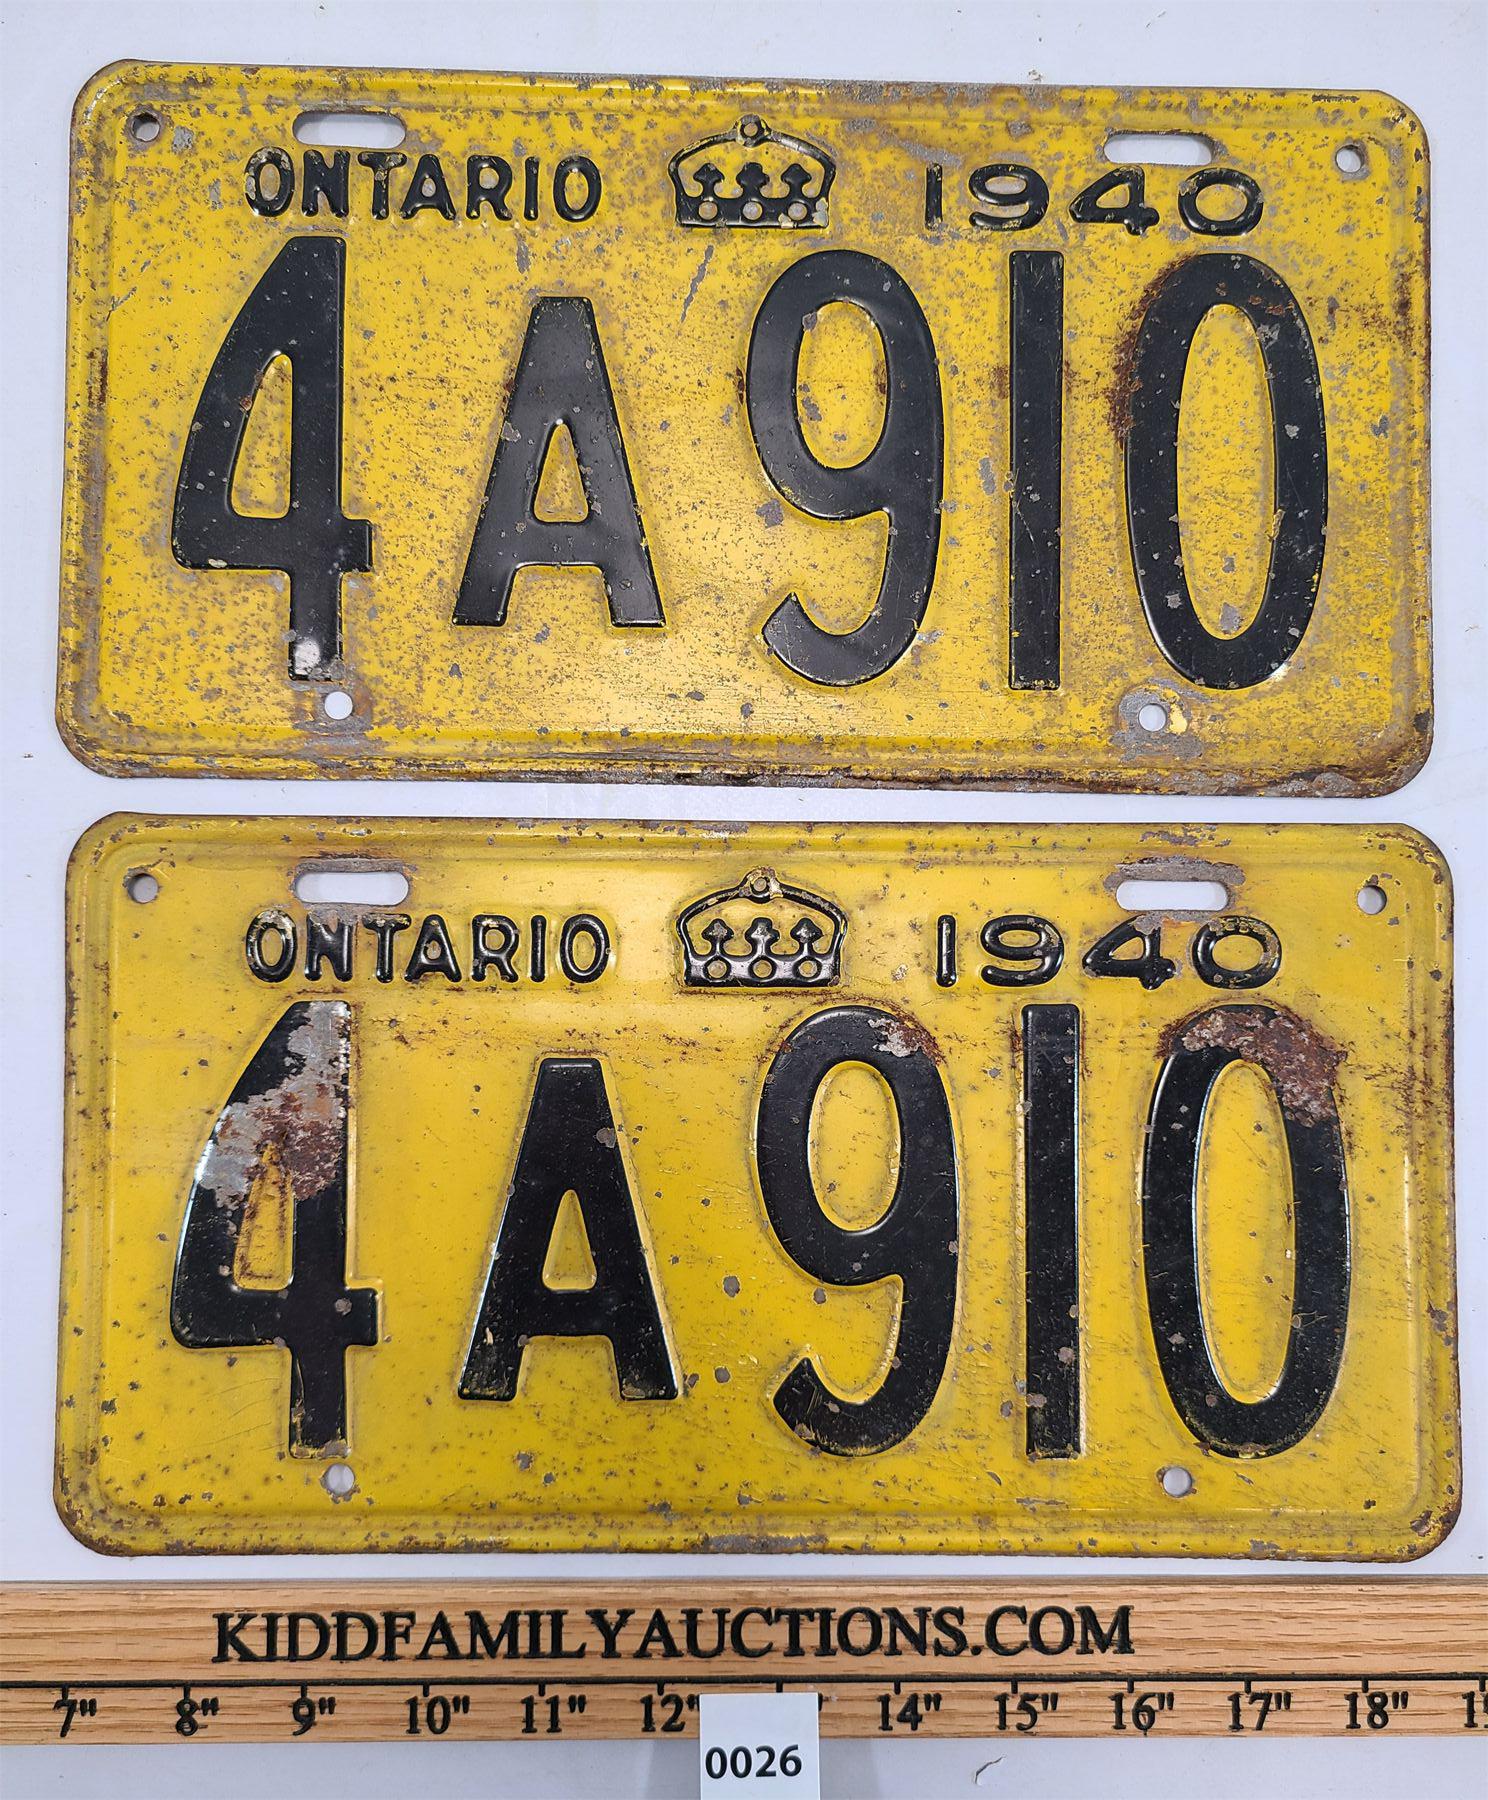 ONTARIO 1940
4A910
ONTARIO 1940
4A910
KIDDFAMILYAUCTIONS.COM
7" 8" 9" 10" 11" 12" 14" 15" 16" 17" 18"
0026